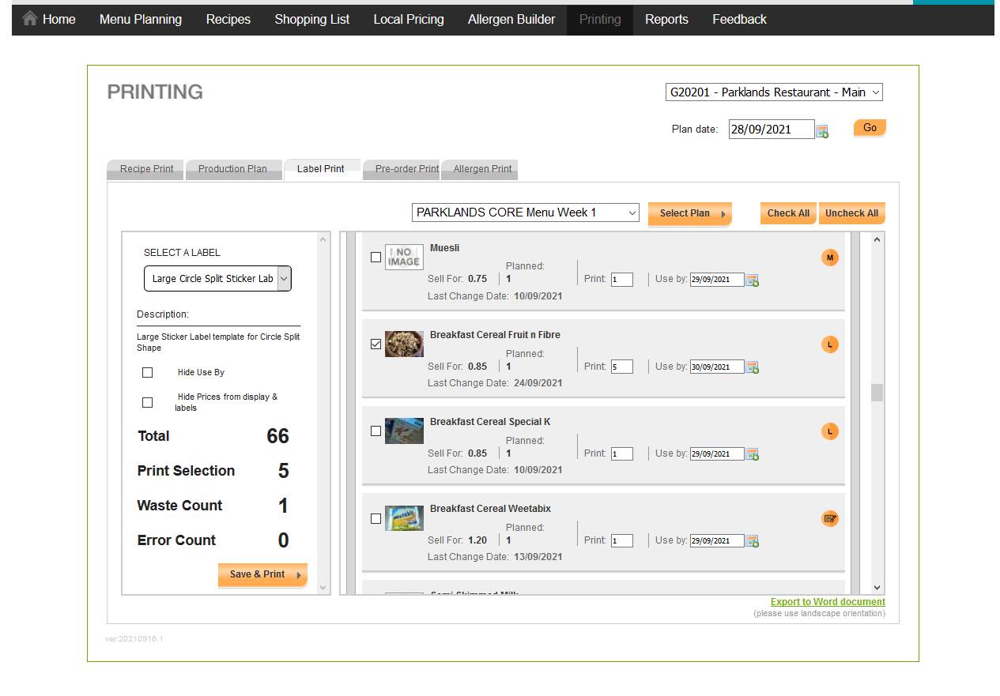 Home Menu Planning Recipes Shopping List Local Pricing Allergen Builder Printing Reports Feedback
PRINTING
G20201 - Parklands Restaurant - Main
Plan date: 28/09/2021 Go
Recipe Print Production Plan Label Print Pre-order Print Allergen Print
PARKLANDS CORE Menu Week 1 Select Plan Check All Uncheck All
SELECT A LABEL
Large Circle Split Sticker Lab
Description:
Large Sticker Label template for Circle Split
Shape
Hide Use By
Hide Prices from display &
labels
Total 66
Print Selection 5
Waste Count 1
Error Count 0
Save & Print
NO
IMAGE
Muesli
M
Planned:
Sell For: 0.75 1 Print: 1 Use by: 29/09/2021
Last Change Date: 10/09/2021
Breakfast Cereal Fruit n Fibre
L
Planned:
Sell For: 0.85 1 Print: 5 Use by: 30/09/2021
Last Change Date: 24/09/2021
Breakfast Cereal Special K
L
Planned:
Sell For: 0.85 1 Print: 1 Use by: 29/09/2021
Last Change Date: 10/09/2021
Breakfast Cereal Weetabix
Planned:
Sell For: 1.20 1 Print: 1 Use by: 29/09/2021
Last Change Date: 13/09/2021
Semi Skimmed Milk
Export to Word document
(please use landscape orientation)
ver:20210916.1